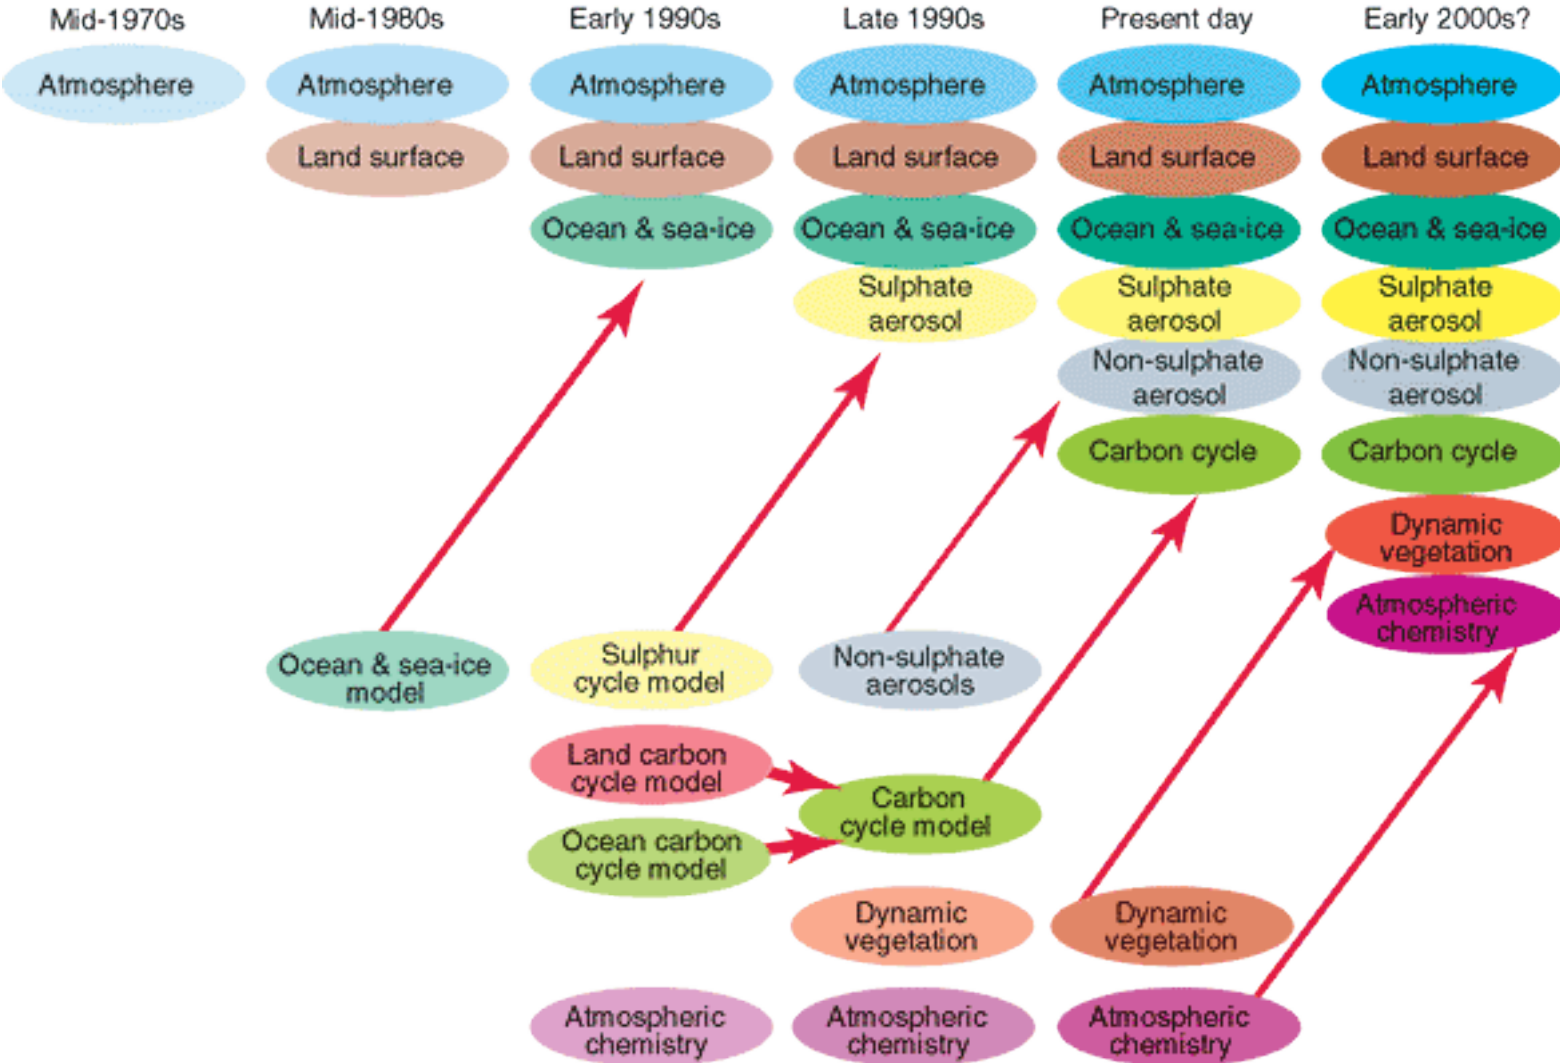 Mid-1970s
Mid-1980s
Early 1990s
Late 1990s
Present day
Early 2000s?
Atmosphere
Atmosphere
Atmosphere
Atmosphere
Atmosphere
Atmosphere
Land surface
Land surface
Land surface
Land surface
Land surface
Ocean & sea-ice
Ocean & sea-ice
Ocean & sea-ice
Ocean & sea-ice
Sulphate
aerosol
Sulphate
aerosol
Sulphate
aerosol
Non-sulphate
aerosol
Non-sulphate
aerosol
Carbon cycle
Carbon cycle
Dynamic
vegetation
Atmospheric
chemistry
Ocean & sea-ice
model
Sulphur
cycle model
Non-sulphate
aerosols
Land carbon
cycle model
Carbon
cycle model
Ocean carbon
cycle model
Dynamic
vegetation
Dynamic
vegetation
Atmospheric
chemistry
Atmospheric
chemistry
Atmospheric
chemistry